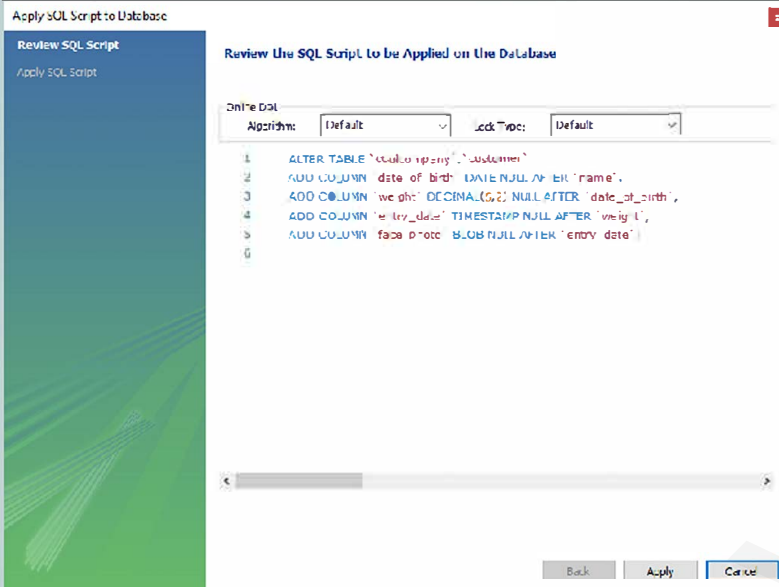 Apply SQL Script to Database
Review SQL Script
Apply SQL Script
Review the SQL Script to be Applied on the Database
Online DDL
Algorithm: Default Lock Type: Default
1 ALTER TABLE `customer`
2 ADD COLUMN `date_of_birth` DATE NULL AFTER `name`,
3 ADD COLUMN `weight` DECIMAL(6,2) NULL AFTER `date_of_birth`,
4 ADD COLUMN `entry_date` TIMESTAMP NULL AFTER `weight`,
5 ADD COLUMN `face_photo` BLOB NULL AFTER `entry_date`
6
Back Apply Cancel